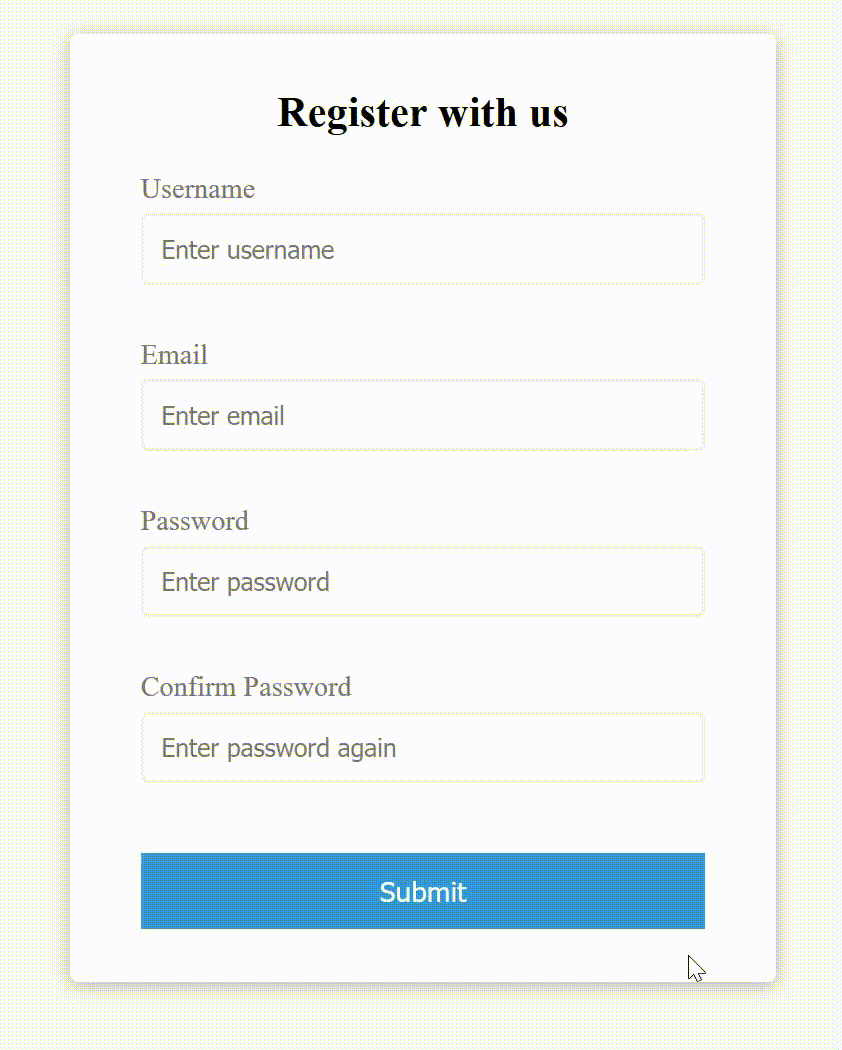 Register with us
Username
Enter username
Email
Enter email
Password
Enter password
Confirm Password
Enter password again
Submit